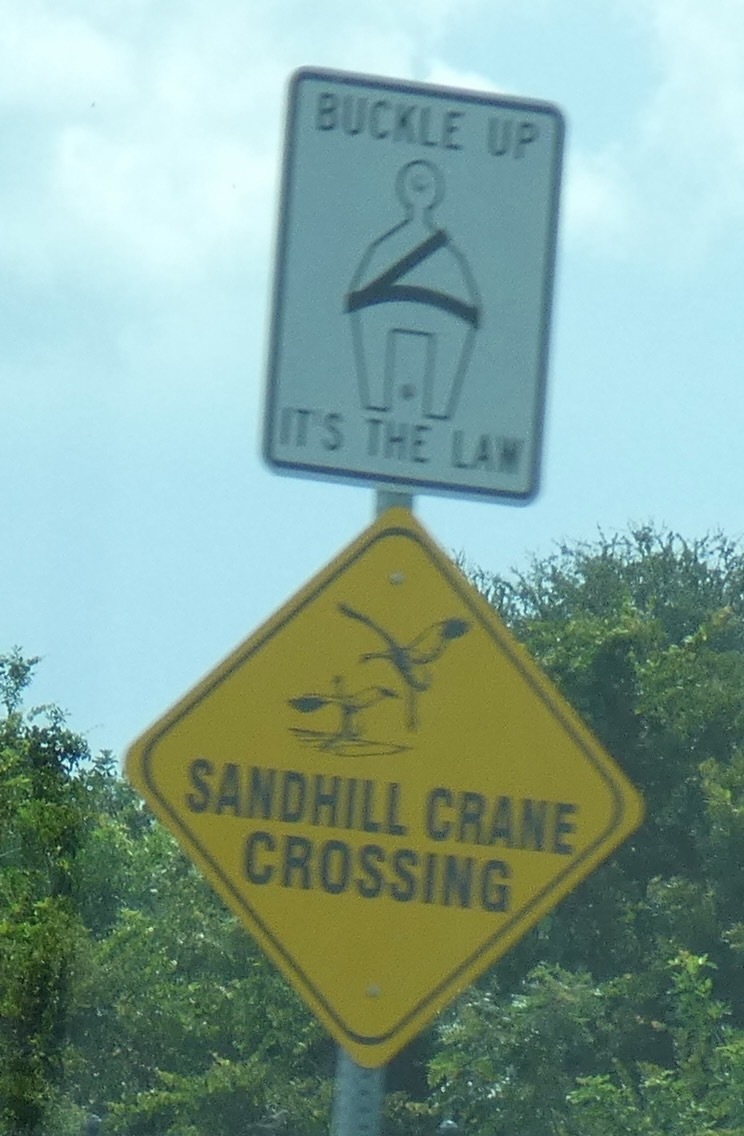 BUCKLE UP
IT'S THE LAW
SANDHILL CRANE
CROSSING